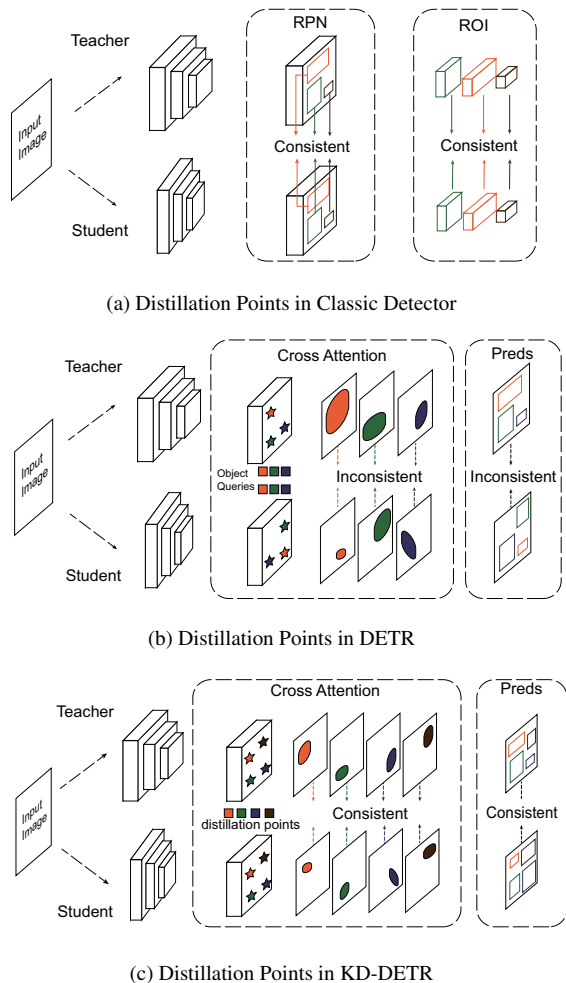 RPN
ROI
Teacher
Input
Image
Consistent
Consistent
Student
(a) Distillation Points in Classic Detector
Teacher
Cross Attention
Preds
Input
Image
Object
Queries
Inconsistent
Inconsistent
Student
(b) Distillation Points in DETR
Cross Attention
Preds
Teacher
Input
Image
distillation points
Consistent
Consistent
Student
(c) Distillation Points in KD-DETR